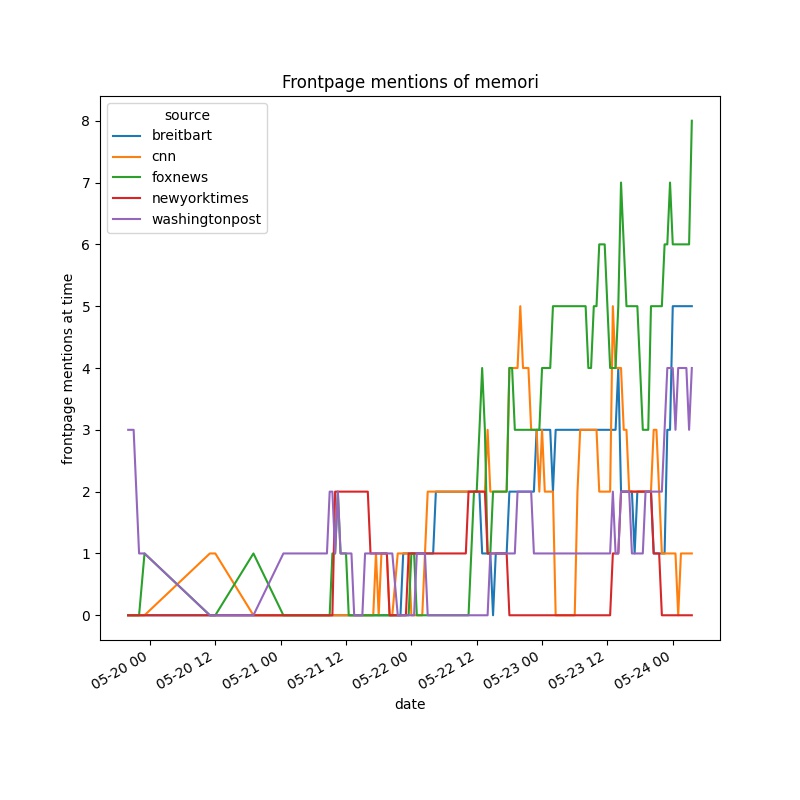 Frontpage mentions of memori
source
breitbart
cnn
foxnews
newyorktimes
washingtonpost
frontpage mentions at time
8
7
6
5
4
3
2
1
0
05-20 00
05-20 12
05-21 00
05-21 12
05-22 00
05-22 12
05-23 00
05-23 12
05-24 00
date